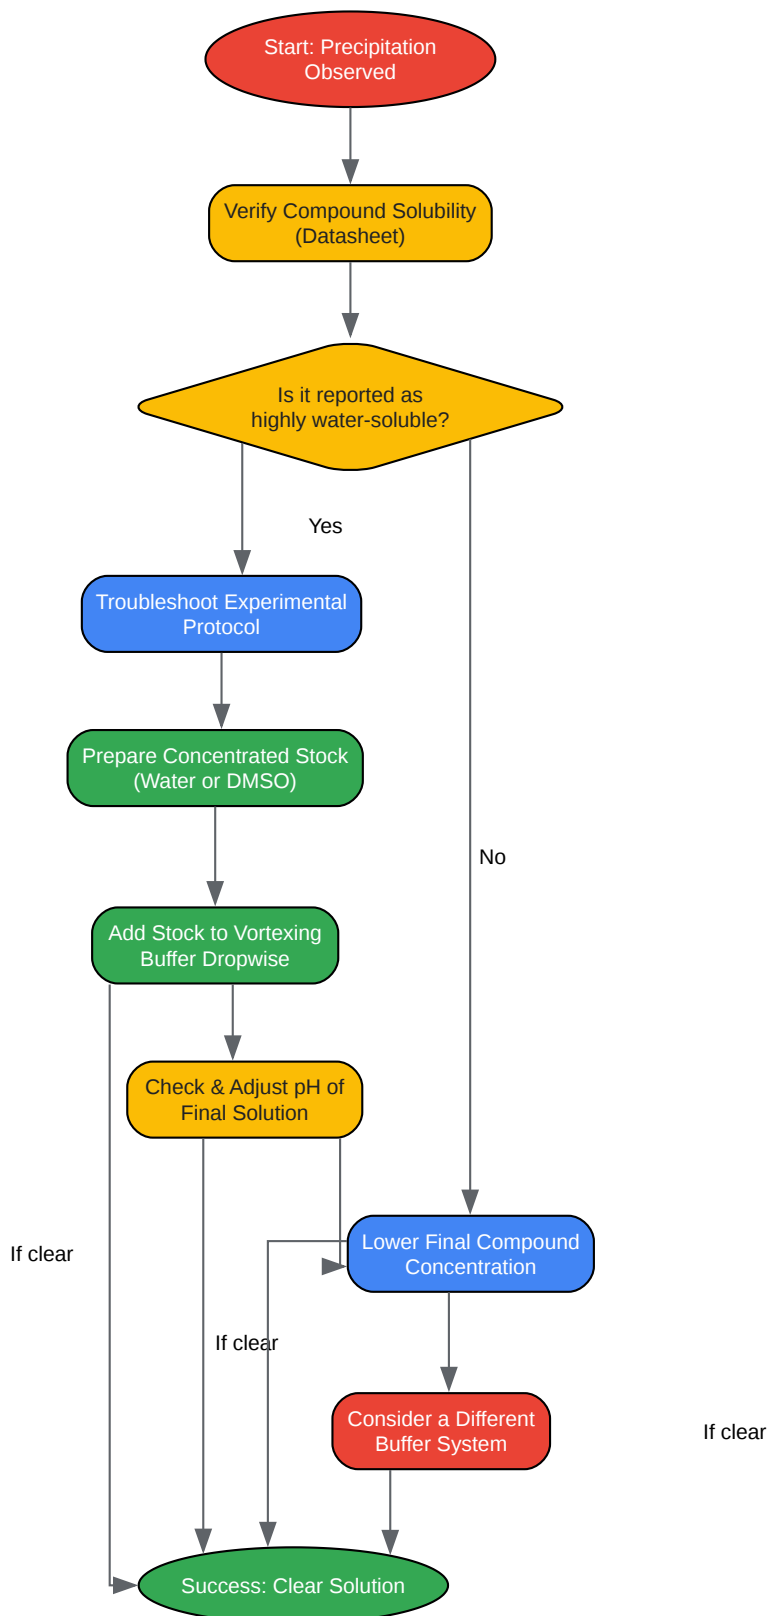 Start: Precipitation
Observed
Verify Compound Solubility
(Datasheet)
Is it reported as
highly water-soluble?
Yes
Troubleshoot Experimental
Protocol
Prepare Concentrated Stock
(Water or DMSO)
No
Add Stock to Vortexing
Buffer Dropwise
Check & Adjust pH of
Final Solution
If clear
Lower Final Compound
Concentration
If clear
Consider a Different
Buffer System
If clear
Success: Clear Solution